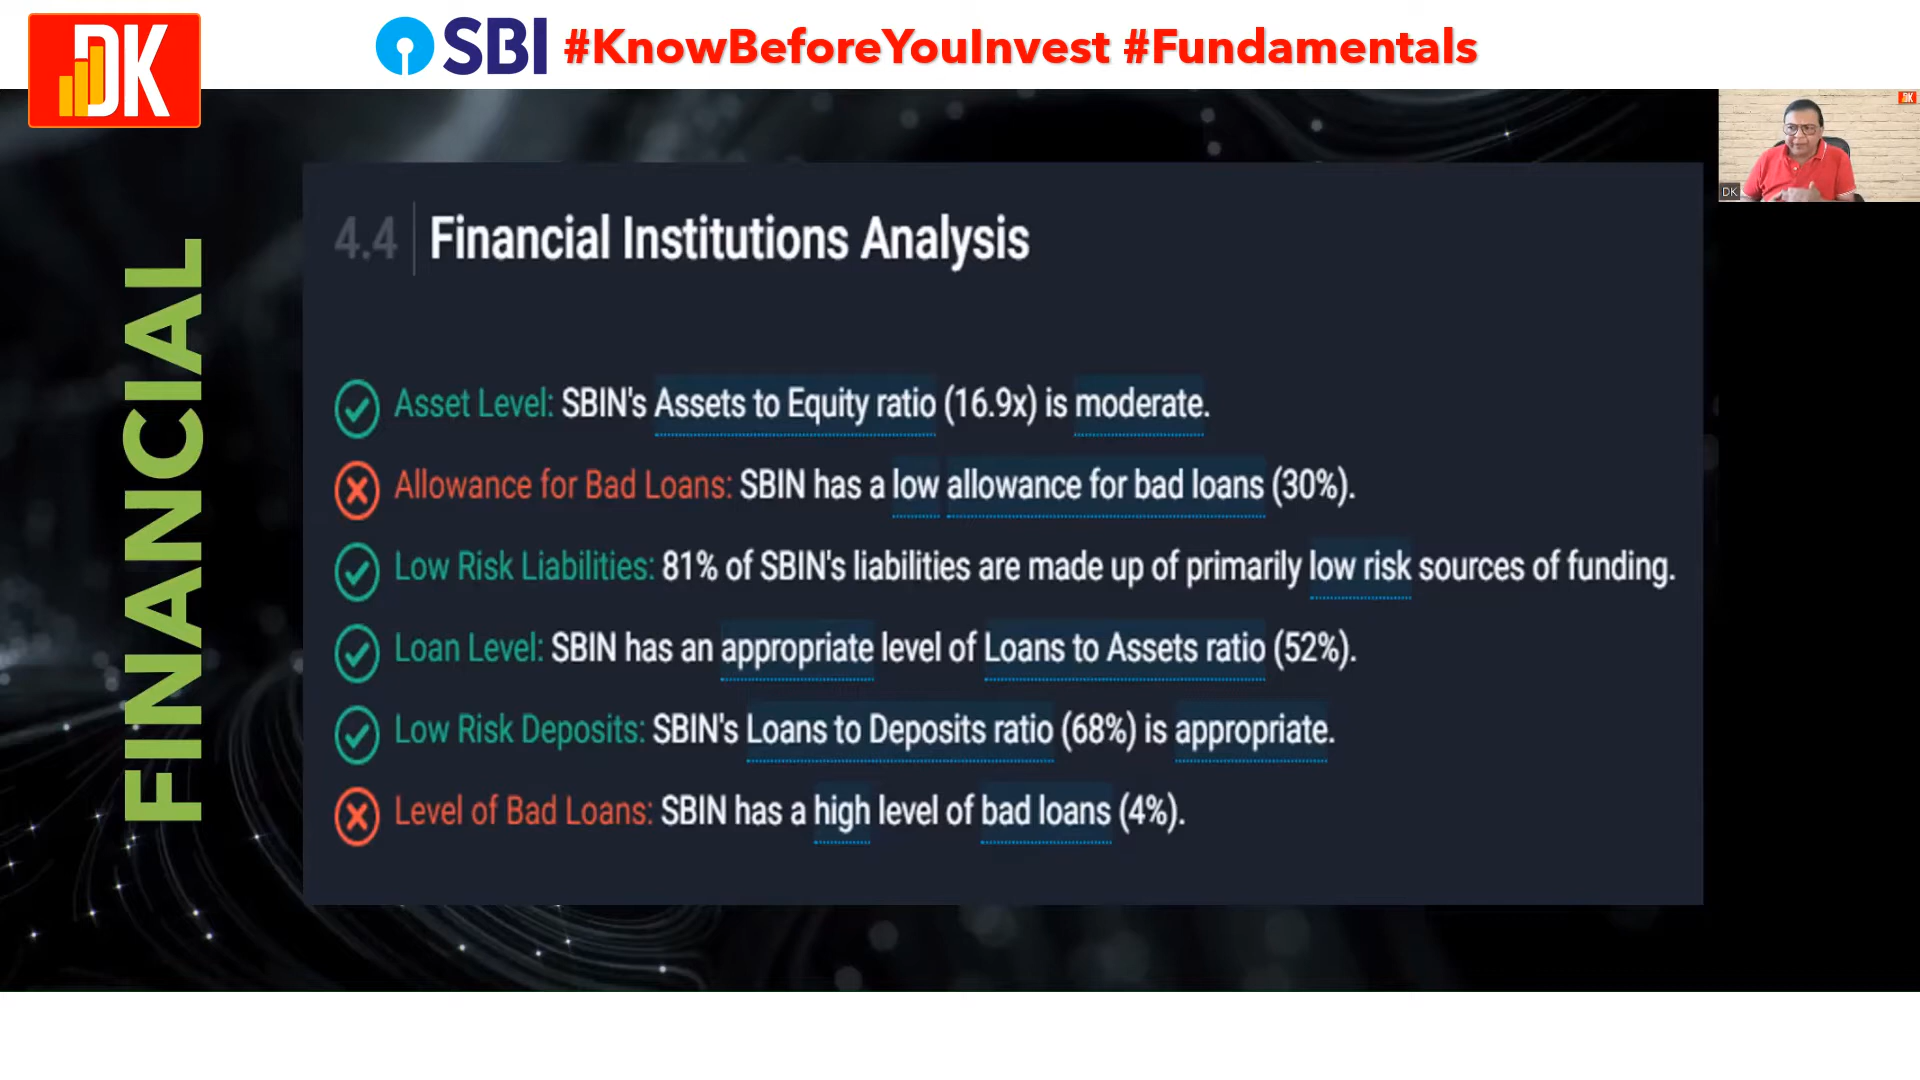 DK
SBI #KnowBeforeYouInvest #Fundamentals
DK
DK
FINANCIAL
4.4 Financial Institutions Analysis
Asset Level: SBIN's Assets to Equity ratio (16.9x) is moderate.
Allowance for Bad Loans: SBIN has a low allowance for bad loans (30%).
Low Risk Liabilities: 81% of SBIN's liabilities are made up of primarily low risk sources of funding.
Loan Level: SBIN has an appropriate level of Loans to Assets ratio (52%).
Low Risk Deposits: SBIN's Loans to Deposits ratio (68%) is appropriate.
Level of Bad Loans: SBIN has a high level of bad loans (4%).